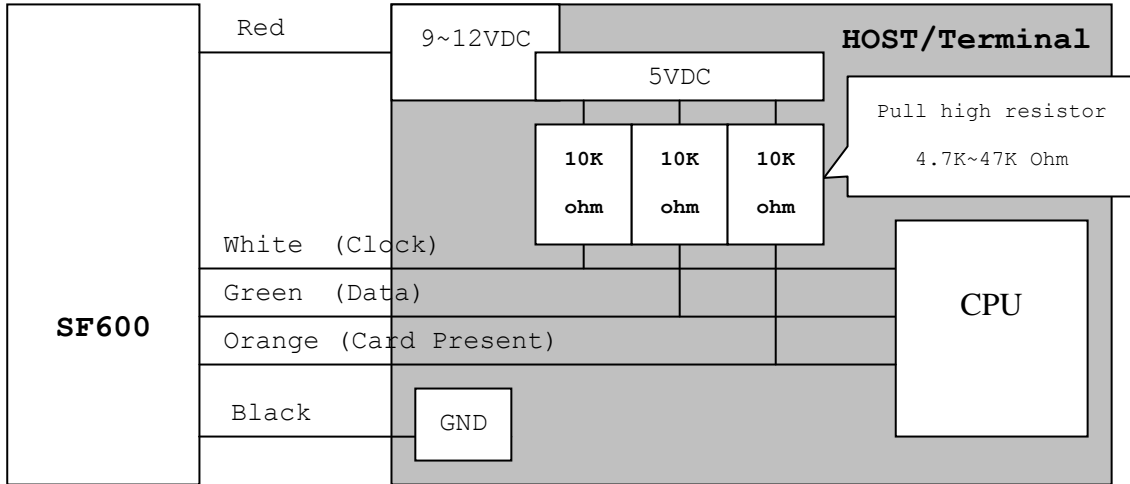 Red
9~12VDC
HOST/Terminal
5VDC
Pull high resistor
4.7K~47K Ohm
10K
ohm
10K
ohm
10K
ohm
White (Clock)
Green (Data)
Orange (Card Present)
SF600
CPU
Black
GND